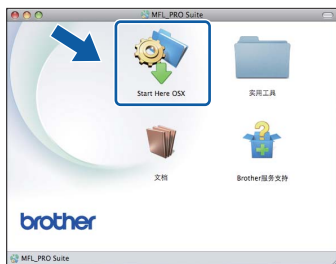 MFL_PRO Suite
Start Here OSX
实用工具
文档
Brother服务支持
brother
MFL_PRO Suite